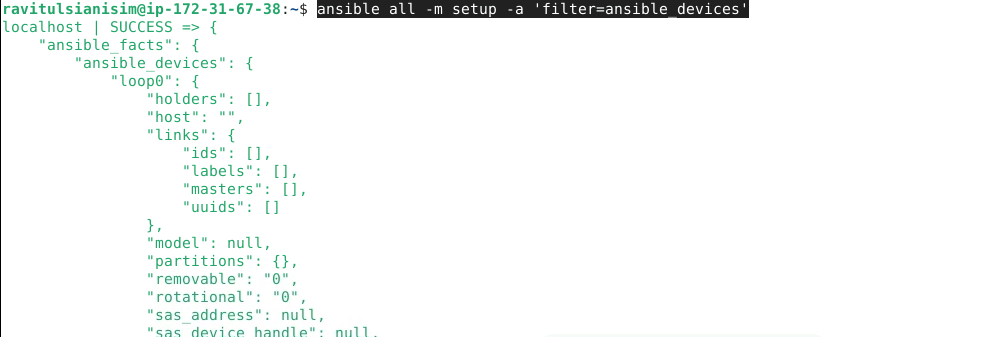 ravitulsianisim@ip-172-31-67-38:~$ ansible all -m setup -a 'filter=ansible_devices'
localhost | SUCCESS => {
    "ansible_facts": {
        "ansible_devices": {
            "loop0": {
                "holders": [],
                "host": "",
                "links": {
                    "ids": [],
                    "labels": [],
                    "masters": [],
                    "uuids": []
                },
                "model": null,
                "partitions": {},
                "removable": "0",
                "rotational": "0",
                "sas_address": null,
                "sas_device_handle": null,